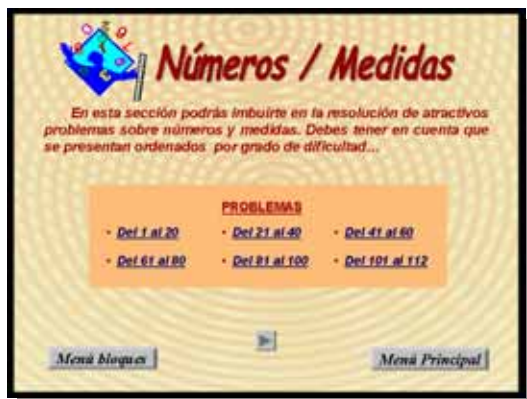 Números / Medidas
En esta sección podrás imbuirte en la resolución de atractivos
problemas sobre números y medidas. Debes tener en cuenta que
se presentan ordenados por grado de dificultad...
PROBLEMAS
• Del 1 al 20 • Del 21 al 40 • Del 41 al 60
• Del 61 al 80 • Del 81 al 100 • Del 101 al 112
Menú bloques Menú Principal